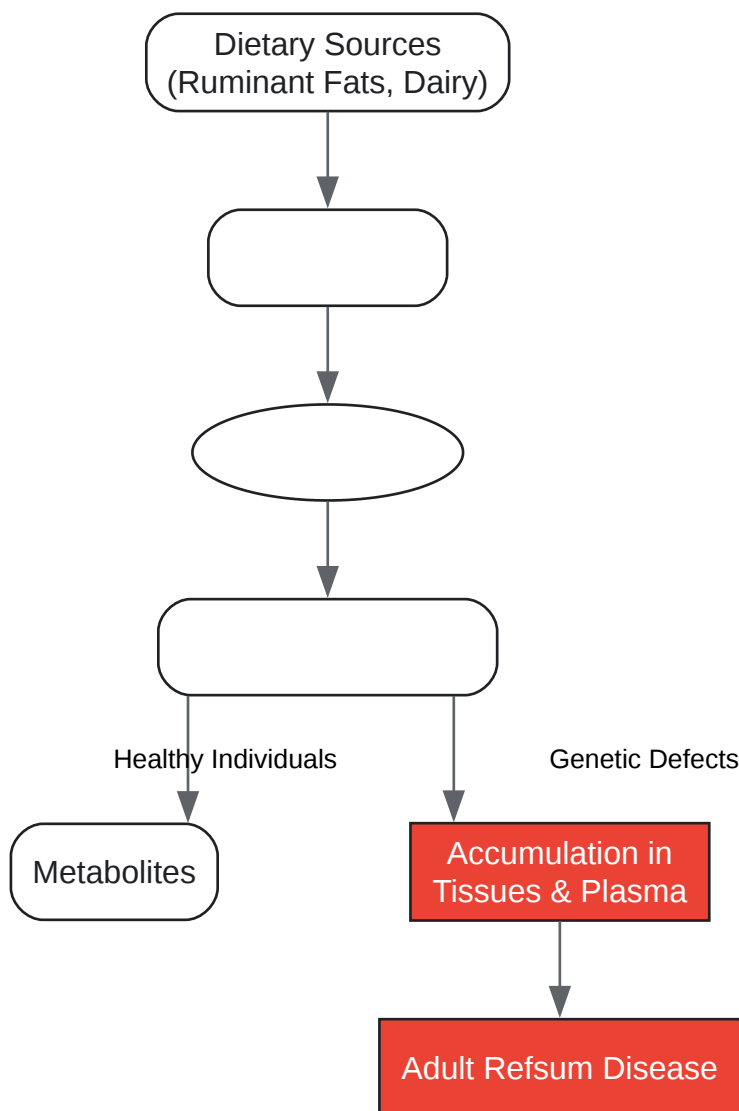 Dietary Sources
(Ruminant Fats, Dairy)
Healthy Individuals
Genetic Defects
Metabolites
Accumulation in
Tissues & Plasma
Adult Refsum Disease